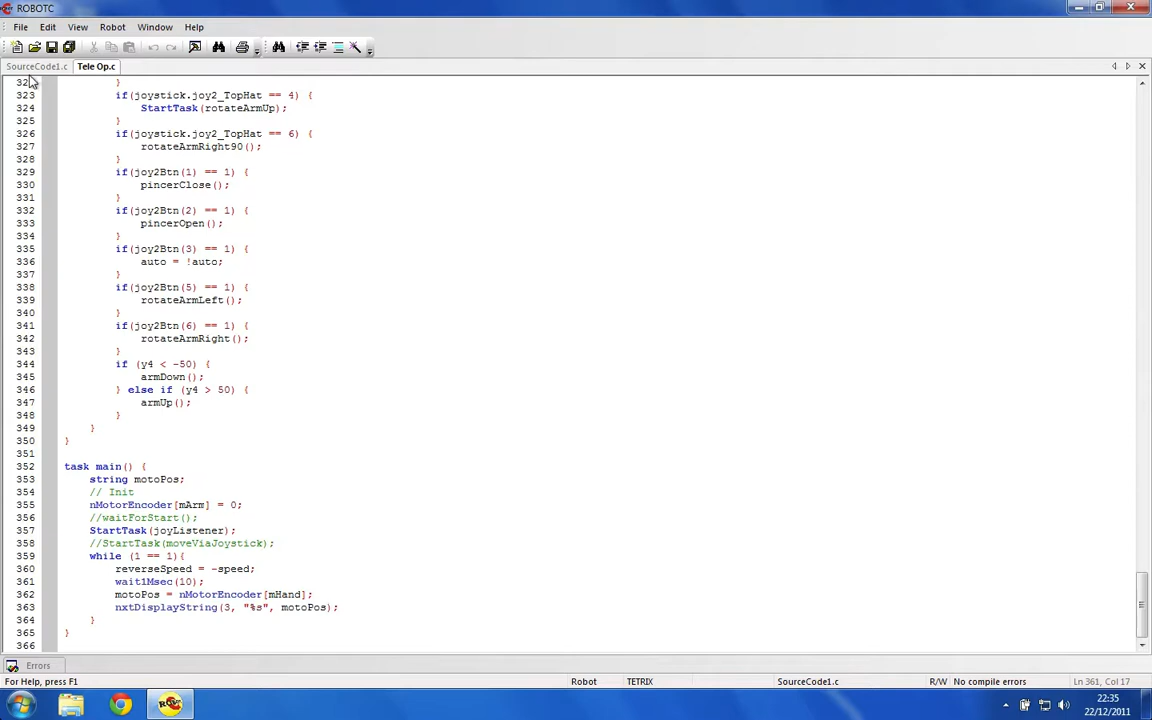 ROBOTC
File Edit View Robot Window Help
SourceCode1.c Tele Op.c
}
323 if(joystick.joy2_TopHat == 4) {
324 StartTask(rotateArmUp);
325 }
326 if(joystick.joy2_TopHat == 6) {
327 rotateArmRight90();
328 }
329 if(joy2Btn(1) == 1) {
330 pincerClose();
331 }
332 if(joy2Btn(2) == 1) {
333 pincerOpen();
334 }
335 if(joy2Btn(3) == 1) {
336 auto = !auto;
337 }
338 if(joy2Btn(5) == 1) {
339 rotateArmLeft();
340 }
341 if(joy2Btn(6) == 1) {
342 rotateArmRight();
343 }
344 if (y4 < -50) {
345 armDown();
346 } else if (y4 > 50) {
347 armUp();
348 }
349 }
350 }
351
352 task main() {
353 string motoPos;
354 // Init
355 nMotorEncoder[mArm] = 0;
356 //waitForStart();
357 StartTask(joyListener);
358 //StartTask(moveViaJoystick);
359 while (1 == 1){
360 reverseSpeed = -speed;
361 wait1Msec(10);
362 motoPos = nMotorEncoder[mHand];
363 nxtDisplayString(3, "%s", motoPos);
364 }
365 }
366
Errors
For Help, press F1 Robot TETRIX SourceCode1.c R/W No compile errors Ln 361, Col 17
22:35
22/12/2011